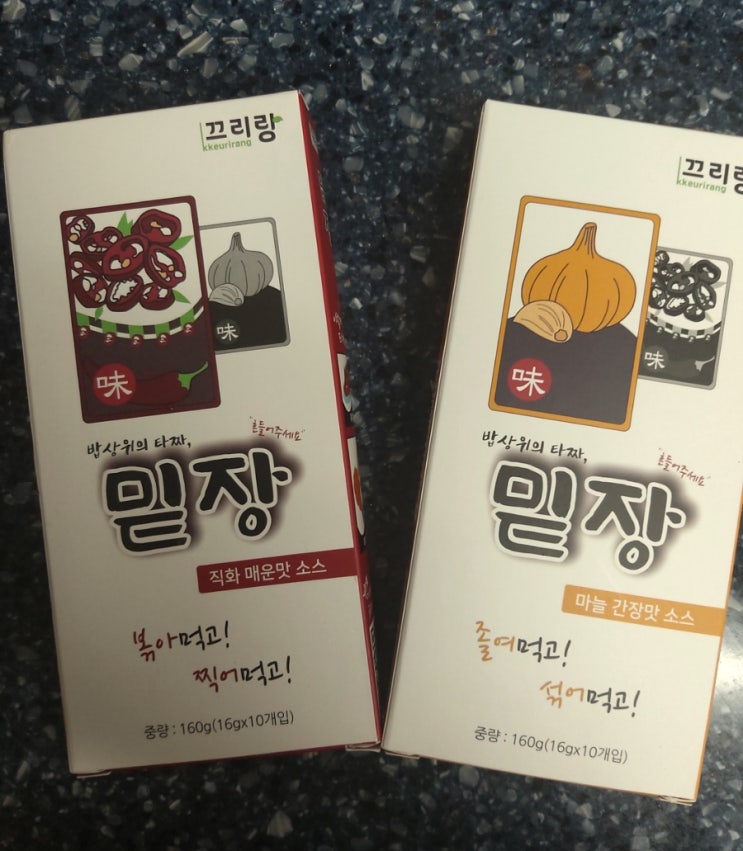 끄리랑
kkeurirang
味
味
밥상위의 타짜,
"흔들어주세요"
밑장
직화 매운맛 소스
볶아먹고!
찍어먹고!
중량 : 160g(16gx10개입)
끄리랑
kkeurirang
味
味
밥상위의 타짜,
"흔들어주세요"
밑장
마늘 간장맛 소스
졸여먹고!
섞어먹고!
중량 : 160g(16gx10개입)